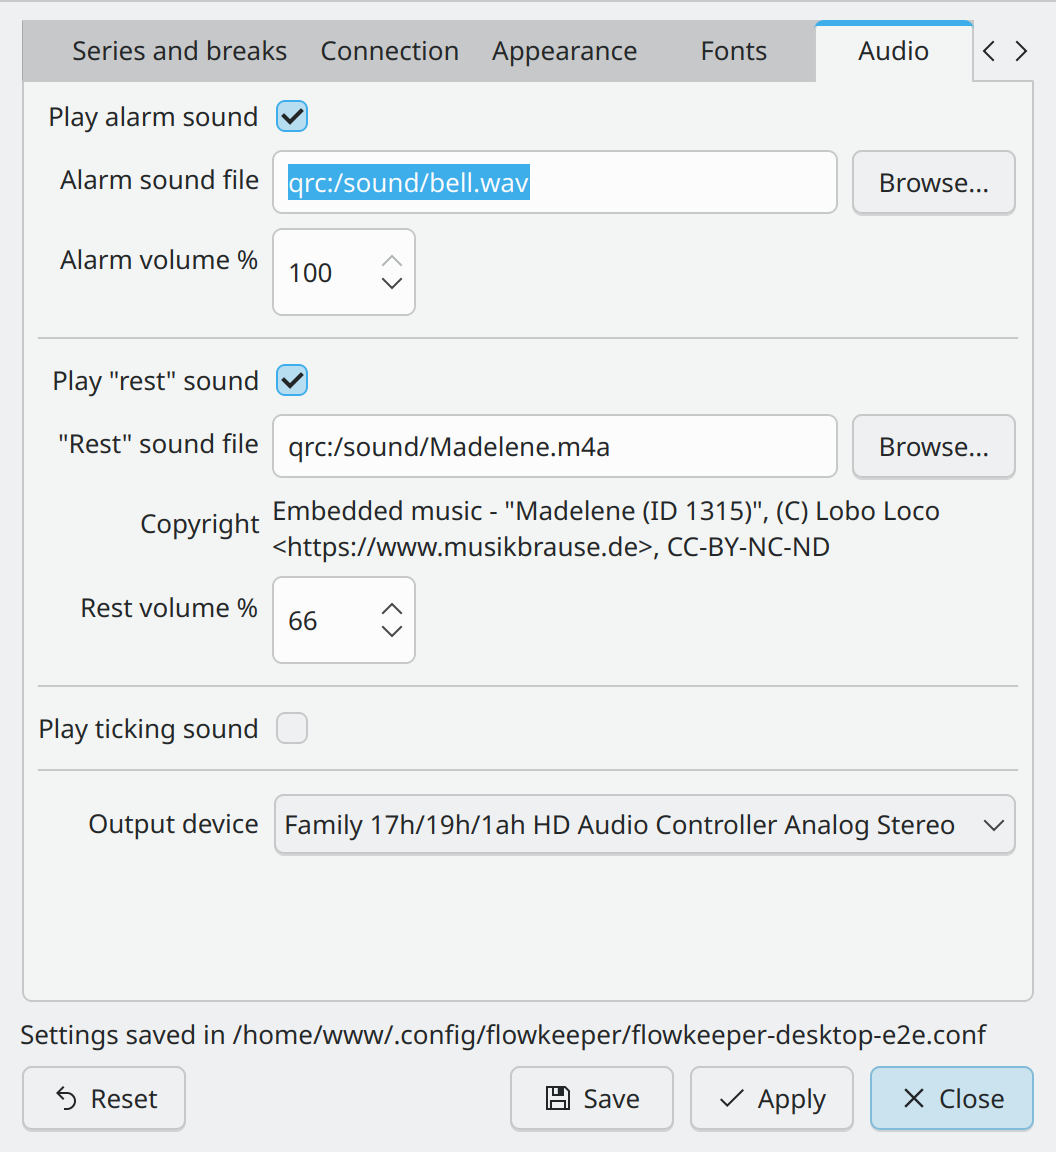 Series and breaks Connection Appearance Fonts Audio
Play alarm sound
Alarm sound file qrc:/sound/bell.wav Browse...
Alarm volume % 100
Play "rest" sound
"Rest" sound file qrc:/sound/Madelene.m4a Browse...
Copyright Embedded music - "Madelene (ID 1315)", (C) Lobo Loco
<https://www.musikbrause.de>, CC-BY-NC-ND
Rest volume % 66
Play ticking sound
Output device Family 17h/19h/1ah HD Audio Controller Analog Stereo
Settings saved in /home/www/.config/flowkeeper/flowkeeper-desktop-e2e.conf
Reset Save Apply Close